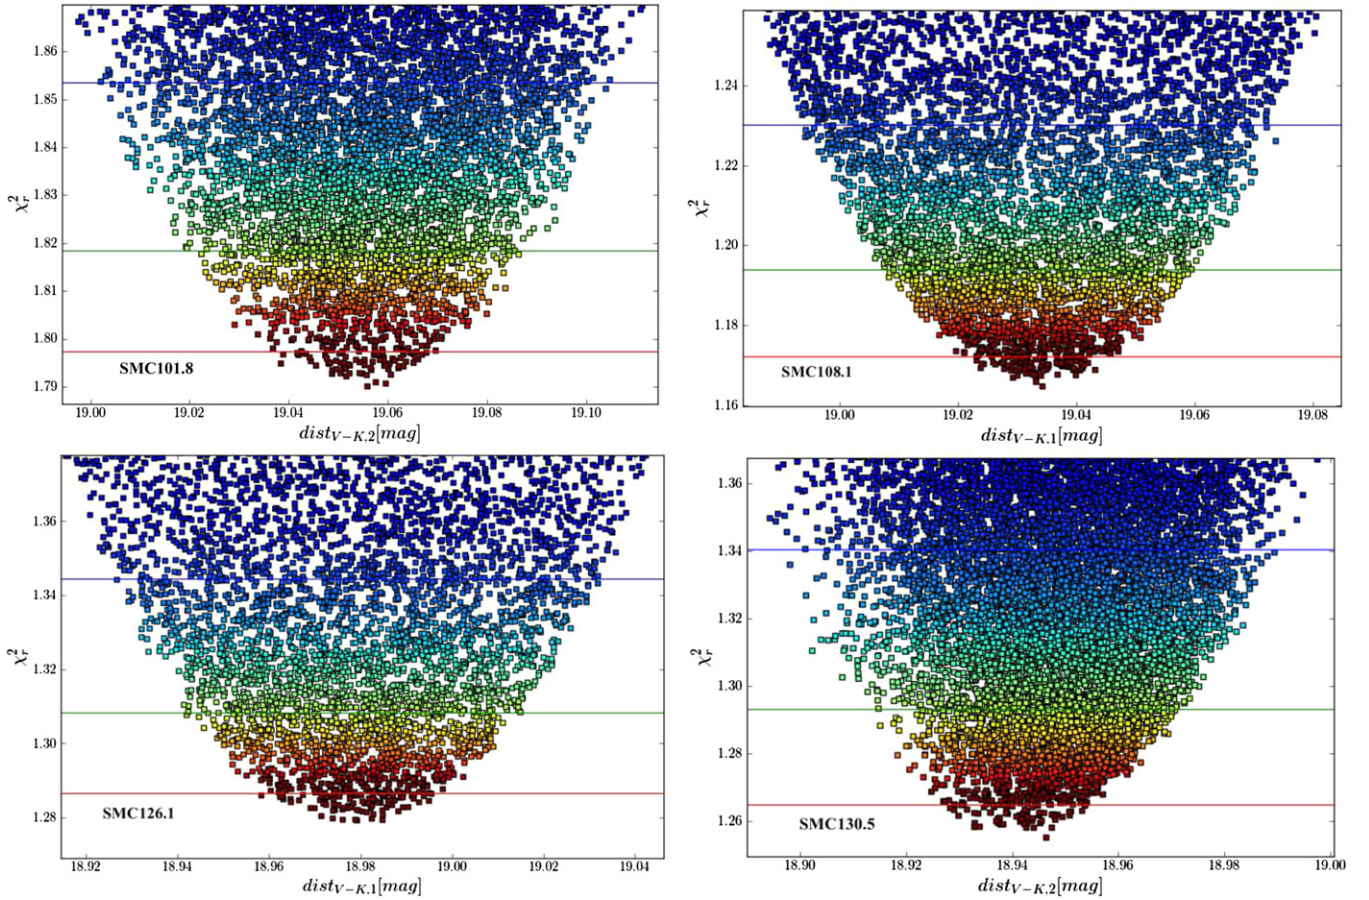 1.86
1.85
1.84
1.83
1.82
1.81
1.80
1.79
χ²ᵣ
SMC101.8
19.00 19.02 19.04 19.06 19.08 19.10
dist_V−K,2[mag]
1.24
1.22
1.20
1.18
1.16
χ²ᵣ
SMC108.1
19.00 19.02 19.04 19.06 19.08
dist_V−K,1[mag]
1.36
1.34
1.32
1.30
1.28
χ²ᵣ
SMC126.1
18.92 18.94 18.96 18.98 19.00 19.02 19.04
dist_V−K,1[mag]
1.36
1.34
1.32
1.30
1.28
1.26
χ²ᵣ
SMC130.5
18.90 18.92 18.94 18.96 18.98 19.00
dist_V−K,2[mag]